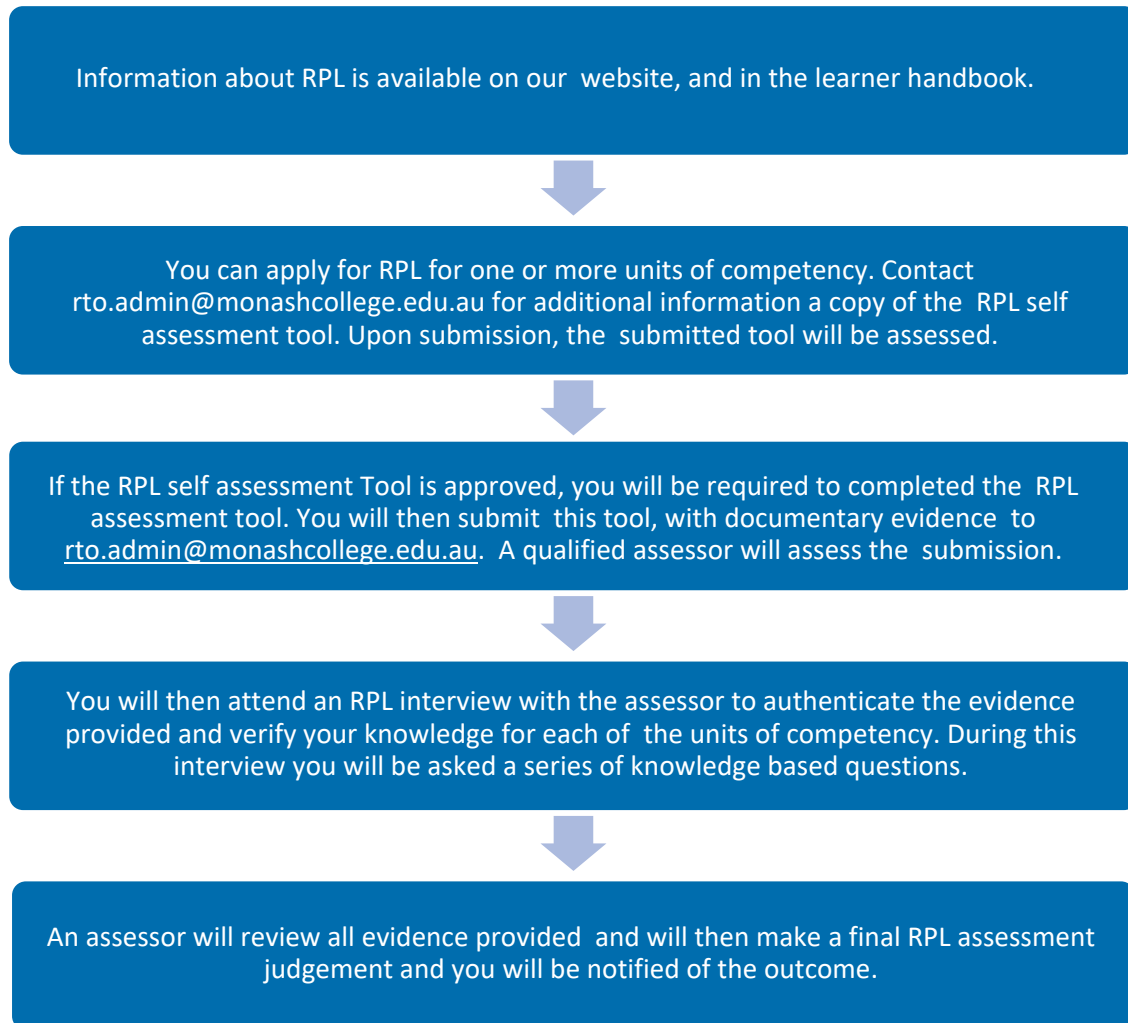 Information about RPL is available on our website, and in the learner handbook.
You can apply for RPL for one or more units of competency. Contact
rto.admin@monashcollege.edu.au for additional information a copy of the RPL self
assessment tool. Upon submission, the submitted tool will be assessed.
If the RPL self assessment Tool is approved, you will be required to completed the RPL
assessment tool. You will then submit this tool, with documentary evidence to
rto.admin@monashcollege.edu.au. A qualified assessor will assess the submission.
You will then attend an RPL interview with the assessor to authenticate the evidence
provided and verify your knowledge for each of the units of competency. During this
interview you will be asked a series of knowledge based questions.
An assessor will review all evidence provided and will then make a final RPL assessment
judgement and you will be notified of the outcome.